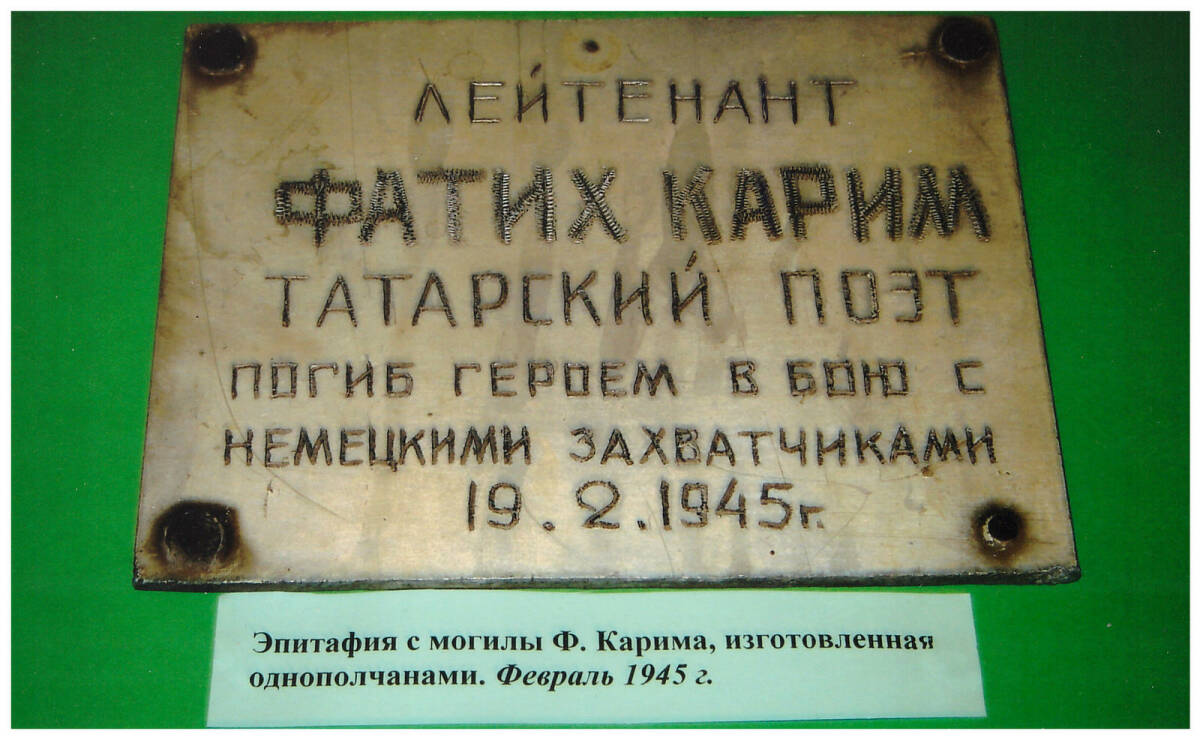 ЛЕЙТЕНАНТ
ФАТИХ КАРИМ
ТАТАРСКИЙ ПОЭТ
ПОГИБ ГЕРОЕМ В БОЮ С
НЕМЕЦКИМИ ЗАХВАТЧИКАМИ
19.2.1945г.
Эпитафия с могилы Ф. Карима, изготовленная
однополчанами. Февраль 1945 г.